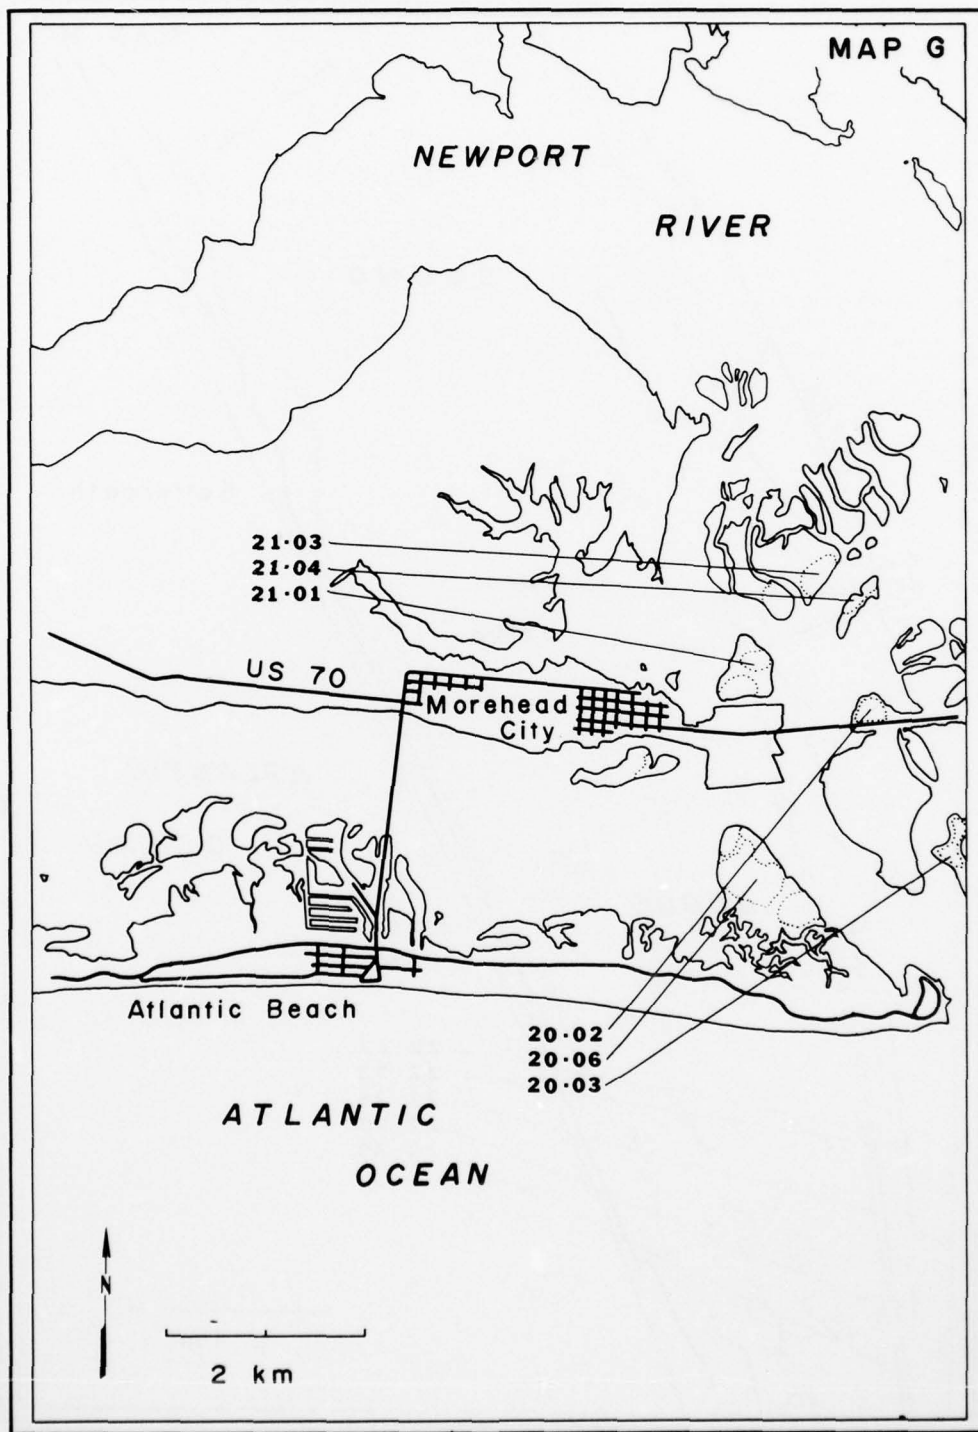 MAP G
NEWPORT
RIVER
21·03
21·04
21·01
US 70
Morehead
City
Atlantic Beach
20·02
20·06
20·03
ATLANTIC
OCEAN
N
2 km